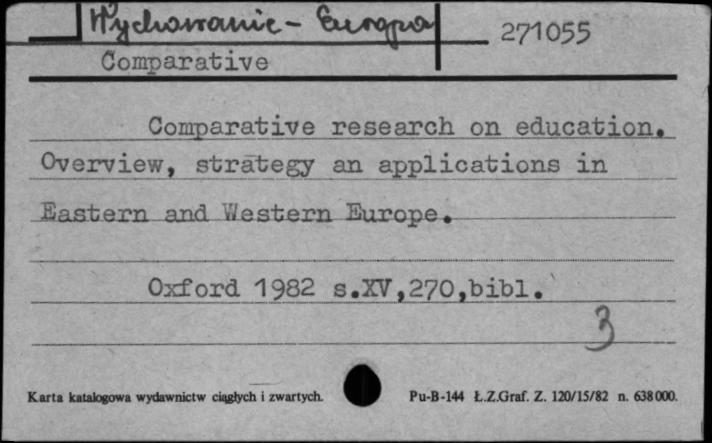 Wychowanie - Europa
271055
Comparative
Comparative research on education.
Overview, strategy an applications in
Eastern and Western Europe.
Oxford 1982 s.XV,270,bibl.
3
Karta katalogowa wydawnictw ciągłych i zwartych.
Pu-B-144 Ł.Z.Graf. Z. 120/15/82 n. 638000.